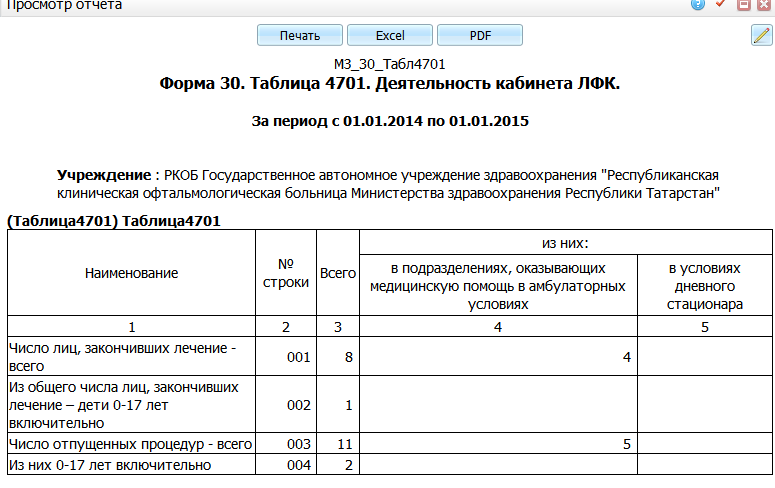 Просмотр отчета
Печать
Excel
PDF
МЗ_30_Табл4701
Форма 30. Таблица 4701. Деятельность кабинета ЛФК.
За период с 01.01.2014 по 01.01.2015
Учреждение : РКОБ Государственное автономное учреждение здравоохранения "Республиканская
клиническая офтальмологическая больница Министерства здравоохранения Республики Татарстан"
(Таблица4701) Таблица4701
Наименование
№
строки
Всего
из них:
в подразделениях, оказывающих
медицинскую помощь в амбулаторных
условиях
в условиях
дневного
стационара
1 2 3 4 5
Число лиц, закончивших лечение -
всего
001 8 4
Из общего числа лиц, закончивших
лечение – дети 0-17 лет
включительно
002 1
Число отпущенных процедур - всего 003 11 5
Из них 0-17 лет включительно 004 2